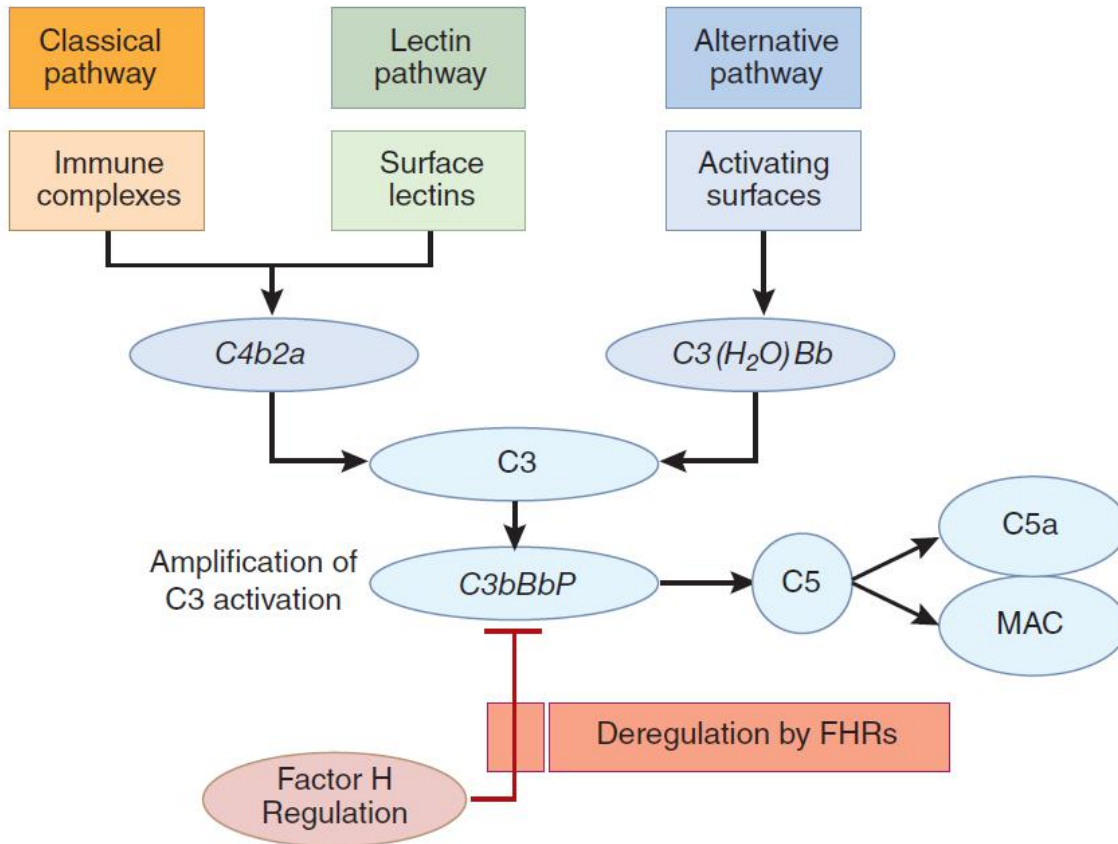 Classical
pathway
Lectin
pathway
Alternative
pathway
Immune
complexes
Surface
lectins
Activating
surfaces
C4b2a
C3(H₂O)Bb
C3
Amplification of
C3 activation
C3bBbP
C5
C5a
MAC
Deregulation by FHRs
Factor H
Regulation